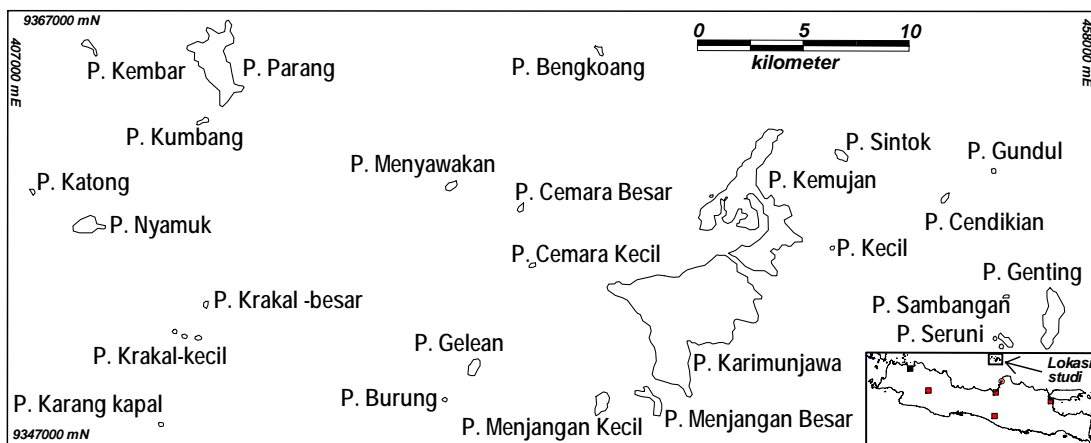 9367000 mN
407000 mE
458000 mE
0 5 10
kilometer
P. Kembar
P. Parang
P. Bengkoang
P. Kumbang
P. Sintok
P. Gundul
P. Menyawakan
P. Katong
P. Cemara Besar
P. Kemujan
P. Nyamuk
P. Cendikian
P. Cemara Kecil
P. Kecil
P. Genting
P. Krakal -besar
P. Sambangan
P. Seruni
P. Krakal-kecil
P. Gelean
P. Karimunjawa
Lokasi
studi
P. Karang kapal
P. Burung
P. Menjangan Kecil
P. Menjangan Besar
9347000 mN